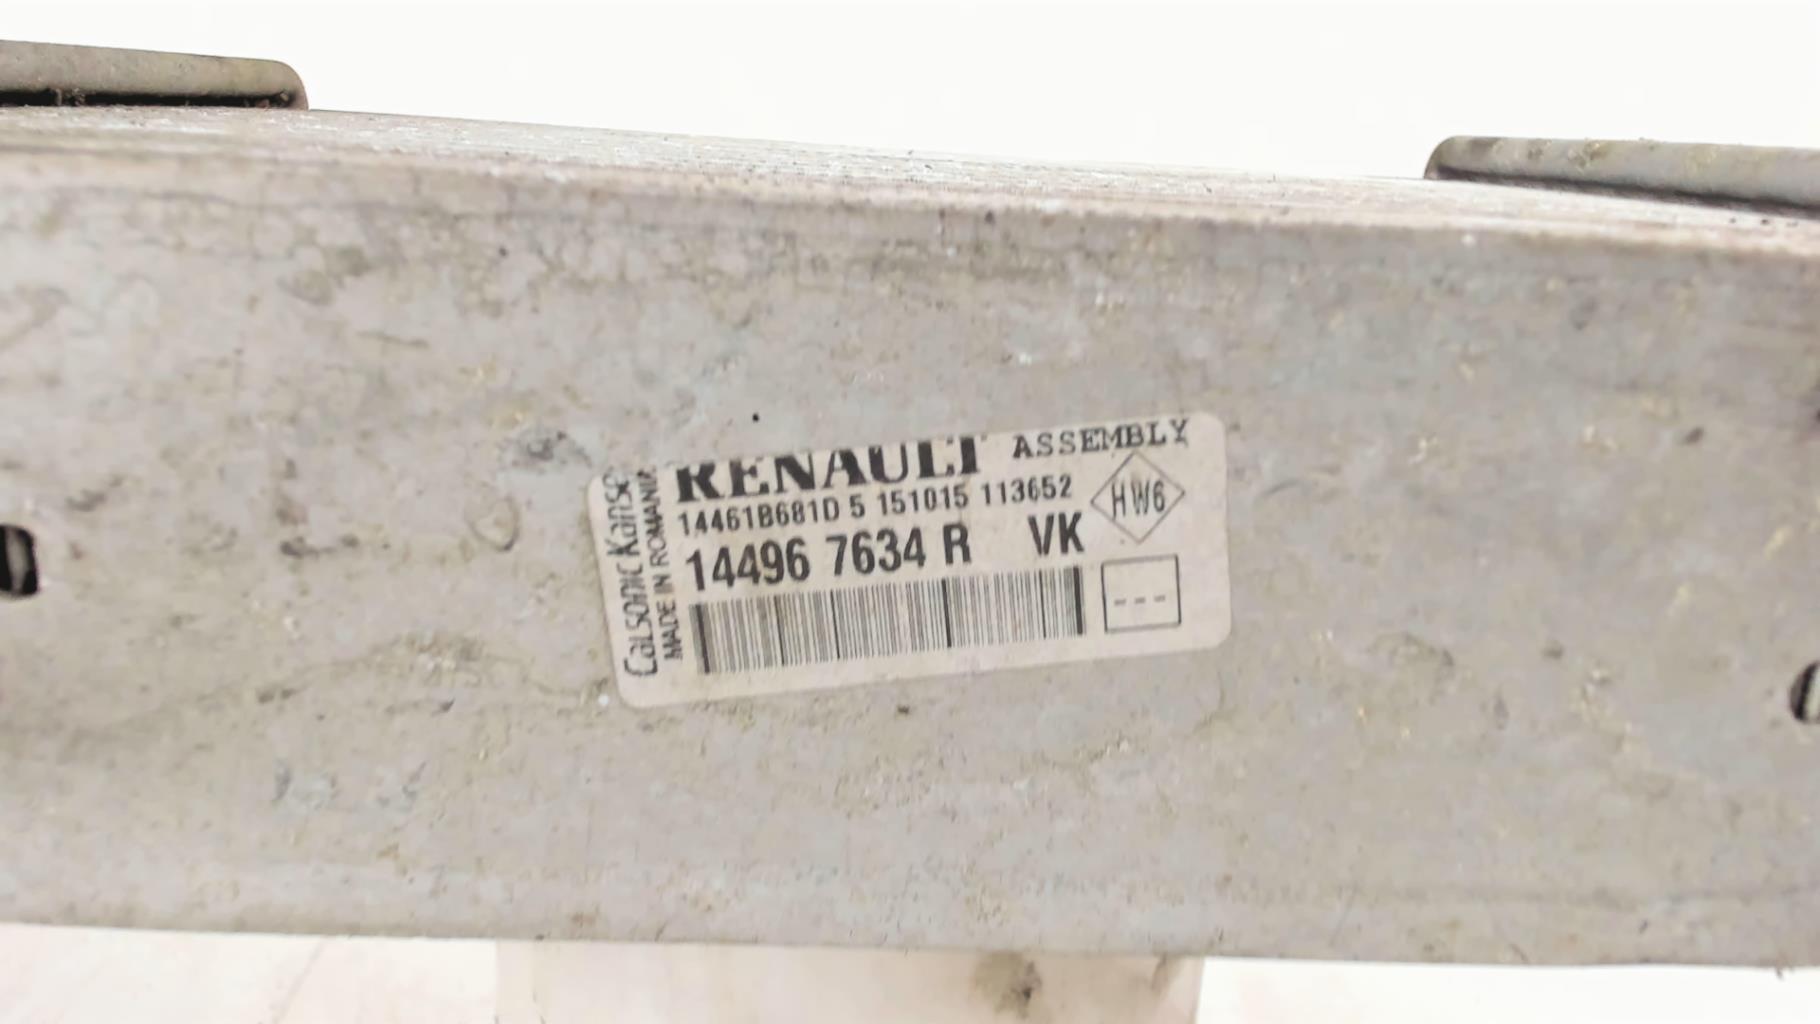 RENAULT ASSEMBLY
14461B681D 5 151015 113652
14496 7634 R VK
HW6
---
Calsonic Kansei
MADE IN ROMANIA